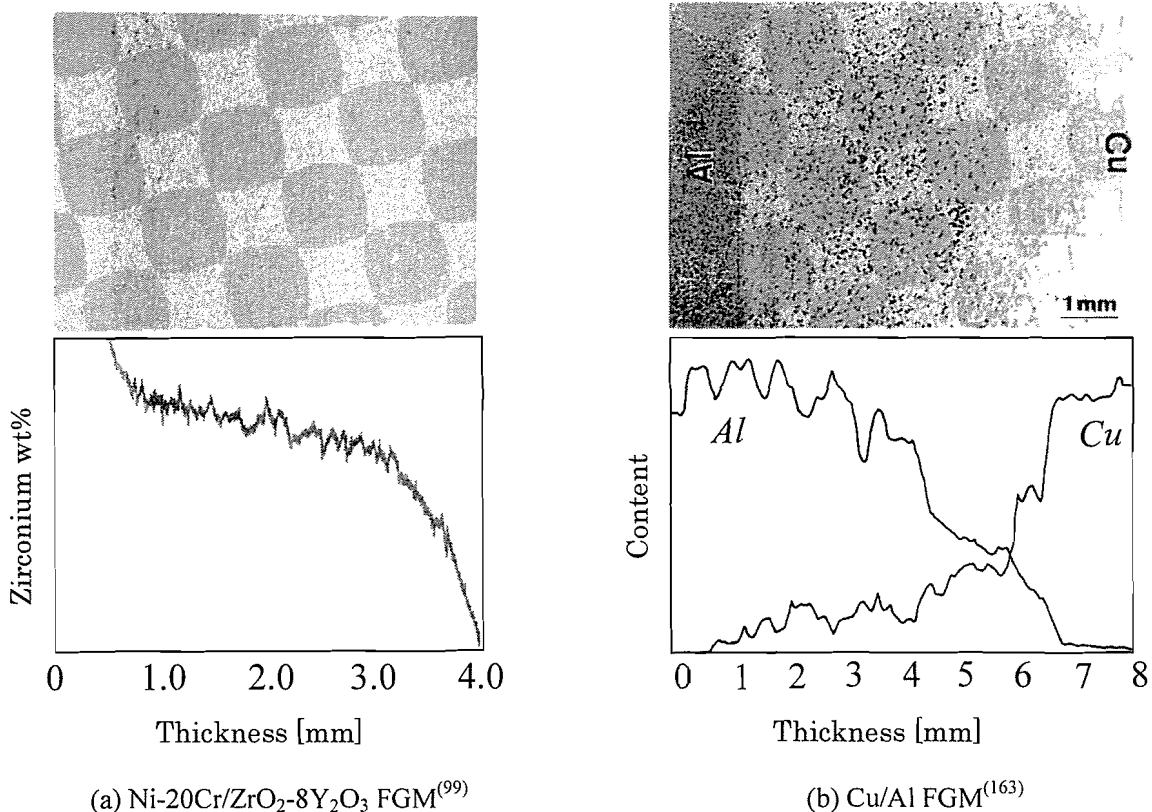 Al
Cu
1mm
Zirconium wt%
0 1.0 2.0 3.0 4.0
Thickness [mm]
(a) Ni-20Cr/ZrO₂-8Y₂O₃ FGM⁽⁹⁹⁾
Al
Cu
Content
0 1 2 3 4 5 6 7 8
Thickness [mm]
(b) Cu/Al FGM⁽¹⁶³⁾